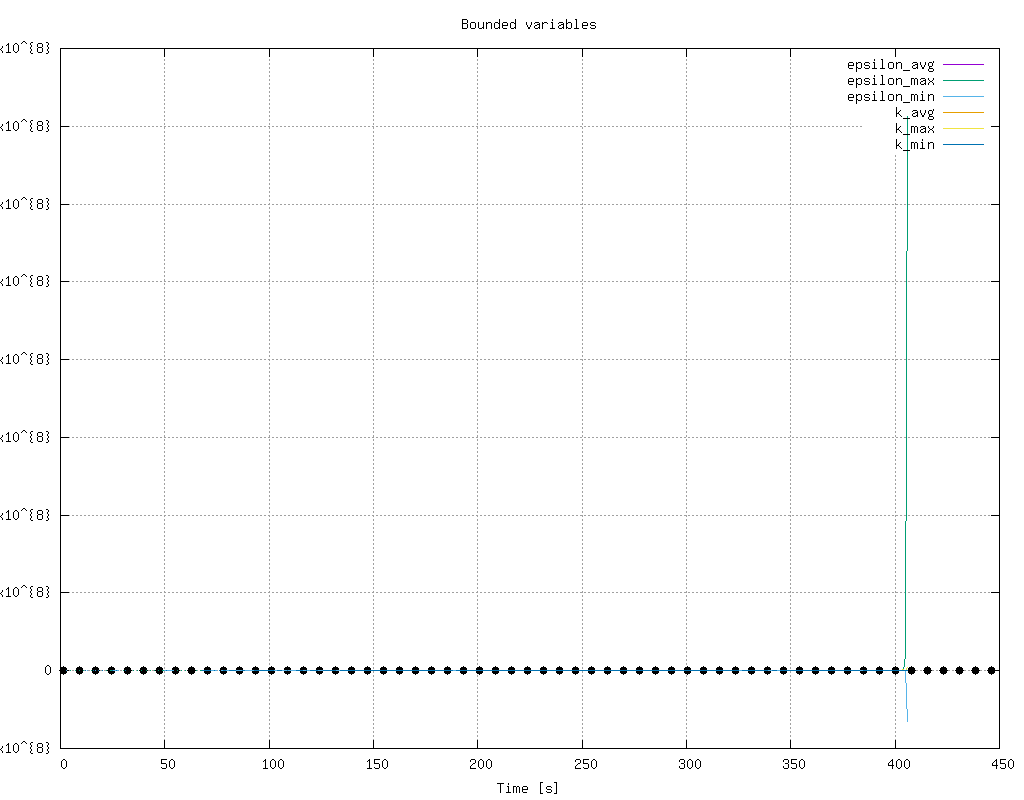 Bounded variables
x10^{8}
epsilon_avg
epsilon_max
epsilon_min
k_avg
k_max
k_min
x10^{8}
x10^{8}
x10^{8}
x10^{8}
x10^{8}
x10^{8}
x10^{8}
0
x10^{8}
0 50 100 150 200 250 300 350 400 450
Time [s]